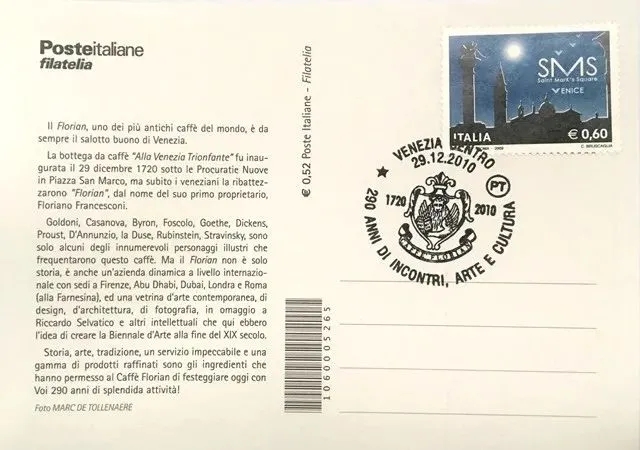 Posteitaliane
filatelia
Il Florian, uno dei più antichi caffè del mondo, è da
sempre il salotto buono di Venezia.
La bottega da caffè "Alla Venezia Trionfante" fu inau-
gurata il 29 dicembre 1720 sotto le Procuratie Nuove
in Piazza San Marco, ma subito i veneziani la ribattez-
zarono "Florian", dal nome del suo primo proprietario,
Floriano Francesconi.
Goldoni, Casanova, Byron, Foscolo, Goethe, Dickens,
Proust, D'Annunzio, la Duse, Rubinstein, Stravinsky, sono
solo alcuni degli innumerevoli personaggi illustri che
frequentarono questo caffè. Ma il Florian non è solo
storia, è anche un'azienda dinamica a livello internazio-
nale con sedi a Firenze, Abu Dhabi, Dubai, Londra e Roma
(alla Farnesina), ed una vetrina d'arte contemporanea, di
design, d'architettura, di fotografia, in omaggio a
Riccardo Selvatico e altri intellettuali che qui ebbero
l'idea di creare la Biennale d'Arte alla fine del XIX secolo.
Storia, arte, tradizione, un servizio impeccabile e una
gamma di prodotti raffinati sono gli ingredienti che
hanno permesso al Caffè Florian di festeggiare oggi con
Voi 290 anni di splendida attività!
Foto MARC DE TOLLENAERE
€ 0,52 Poste Italiane - Filatelia
1060005265
SMS
Saint Mark's Square
VENICE
ITALIA
€ 0,60
2009
C. BRUSCAGLIA
VENEZIA CENTRO
29.12.2010
PT
1720
2010
CAFFÈ FLORIAN
290 ANNI DI INCONTRI, ARTE E CULTURA